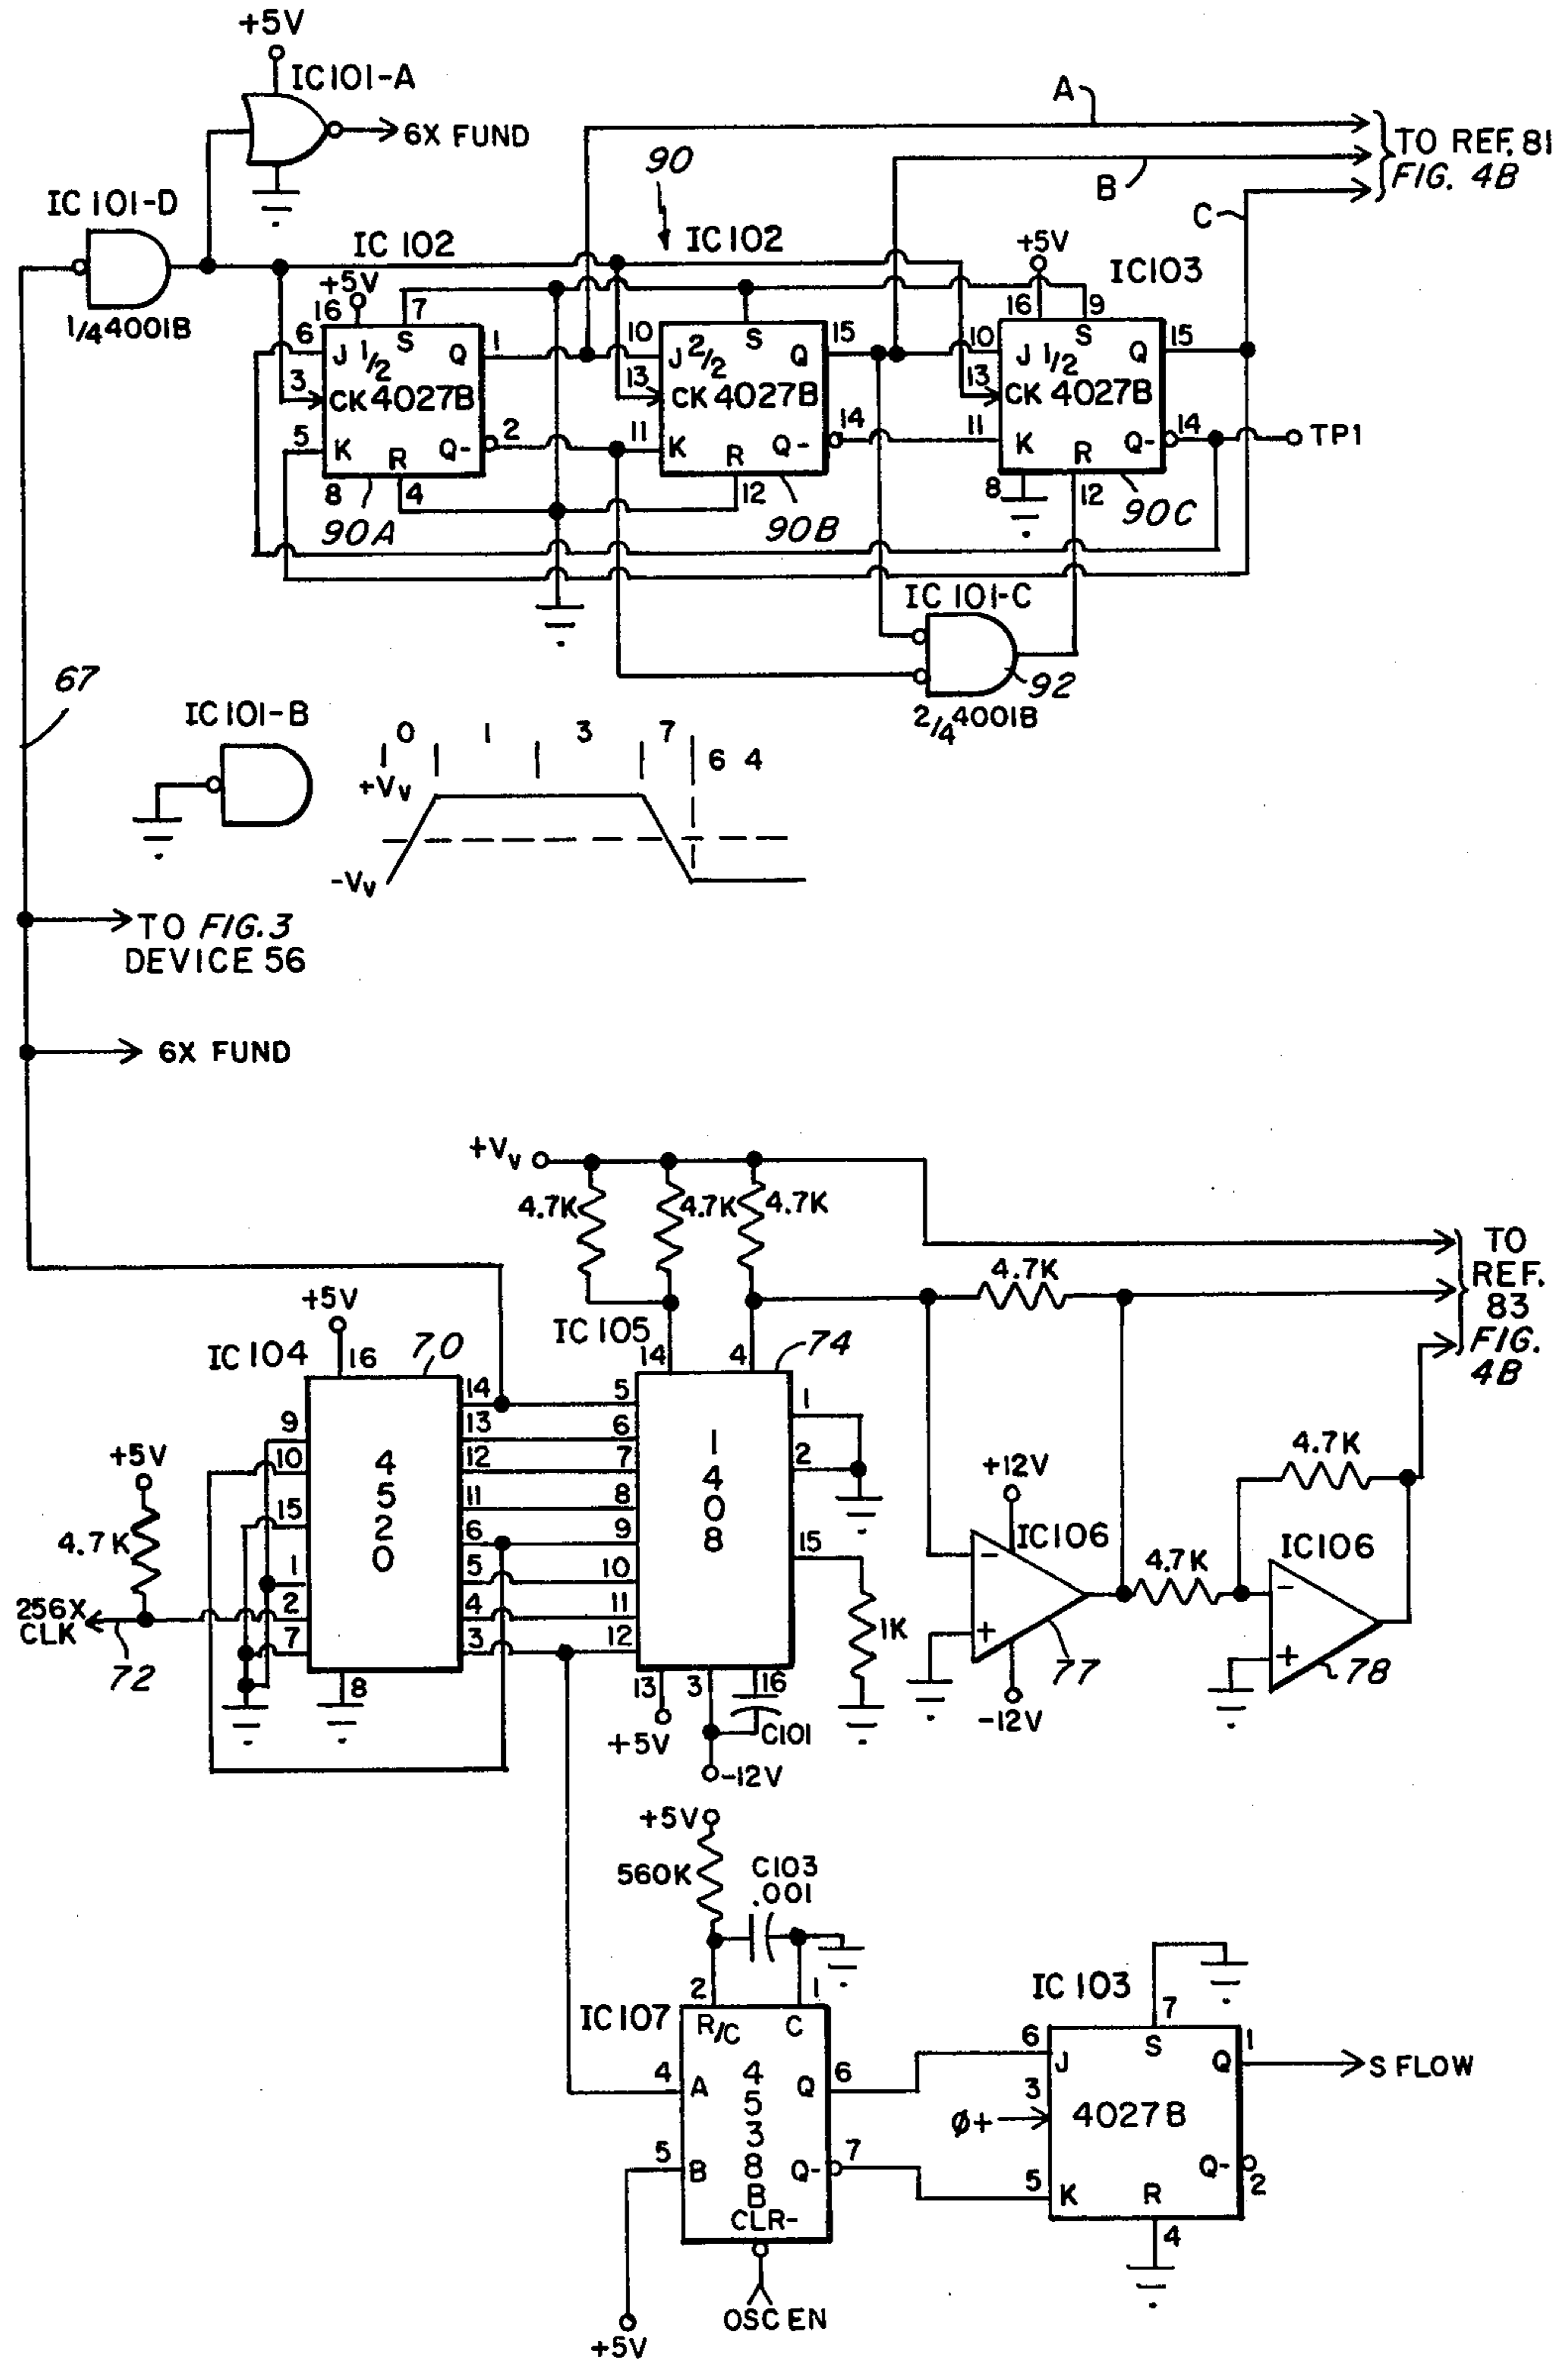 +5V
IC101-A
6X FUND
IC101-D
1/4 4001B
A
B
C
TO REF. 81
FIG. 4B
90
IC102
+5V
16
7
6
J 1/2
S
Q
1
3
CK 4027B
5
K
R
Q-
2
8
4
90A
IC102
10
J 2/2
S
Q
15
13
CK 4027B
11
K
R
Q-
14
12
90B
+5V
IC103
16
9
10
J 1/2
S
Q
15
13
CK 4027B
11
K
R
Q-
14
TP1
8
12
90C
IC101-C
92
2/4 4001B
67
IC101-B
0
1
3
7
6 4
+Vv
-Vv
TO FIG. 3
DEVICE 56
6X FUND
+Vv
4.7K
4.7K
4.7K
4.7K
TO
REF.
83
FIG.
4B
+5V
IC104
16
70
IC105
14
4
74
9
10
15
1
2
7
8
4
5
2
0
14
13
12
11
6
5
4
3
5
6
7
8
9
10
11
12
1
4
0
8
1
2
15
1K
13
+5V
3
16
C101
-12V
+5V
4.7K
256X
CLK
72
+12V
IC106
-
+
77
-12V
4.7K
4.7K
IC106
-
+
78
+5V
560K
C103
.001
2
1
IC107
R/C
C
4
A
4
5
3
8
B
Q
6
5
B
Q-
7
CLR-
OSC EN
+5V
IC103
7
6
J
S
Q
1
S FLOW
3
Ø+
4027B
5
K
R
Q-
2
4